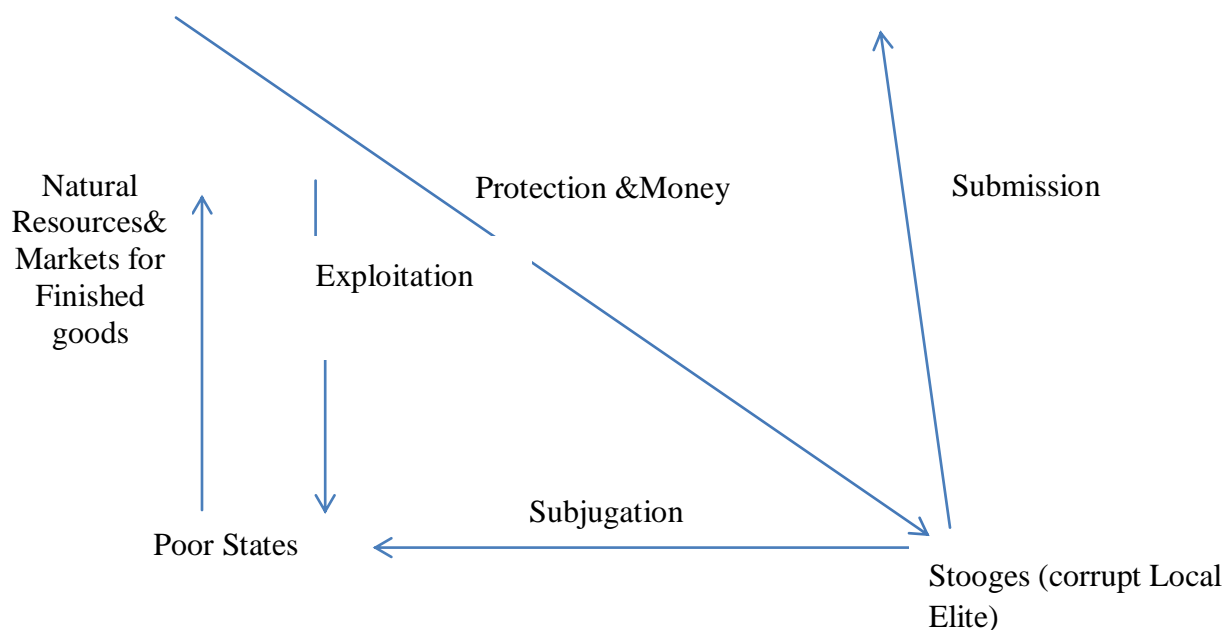 Natural
Resources&
Markets for
Finished
goods
Protection &Money
Submission
Exploitation
Subjugation
Poor States
Stooges (corrupt Local
Elite)